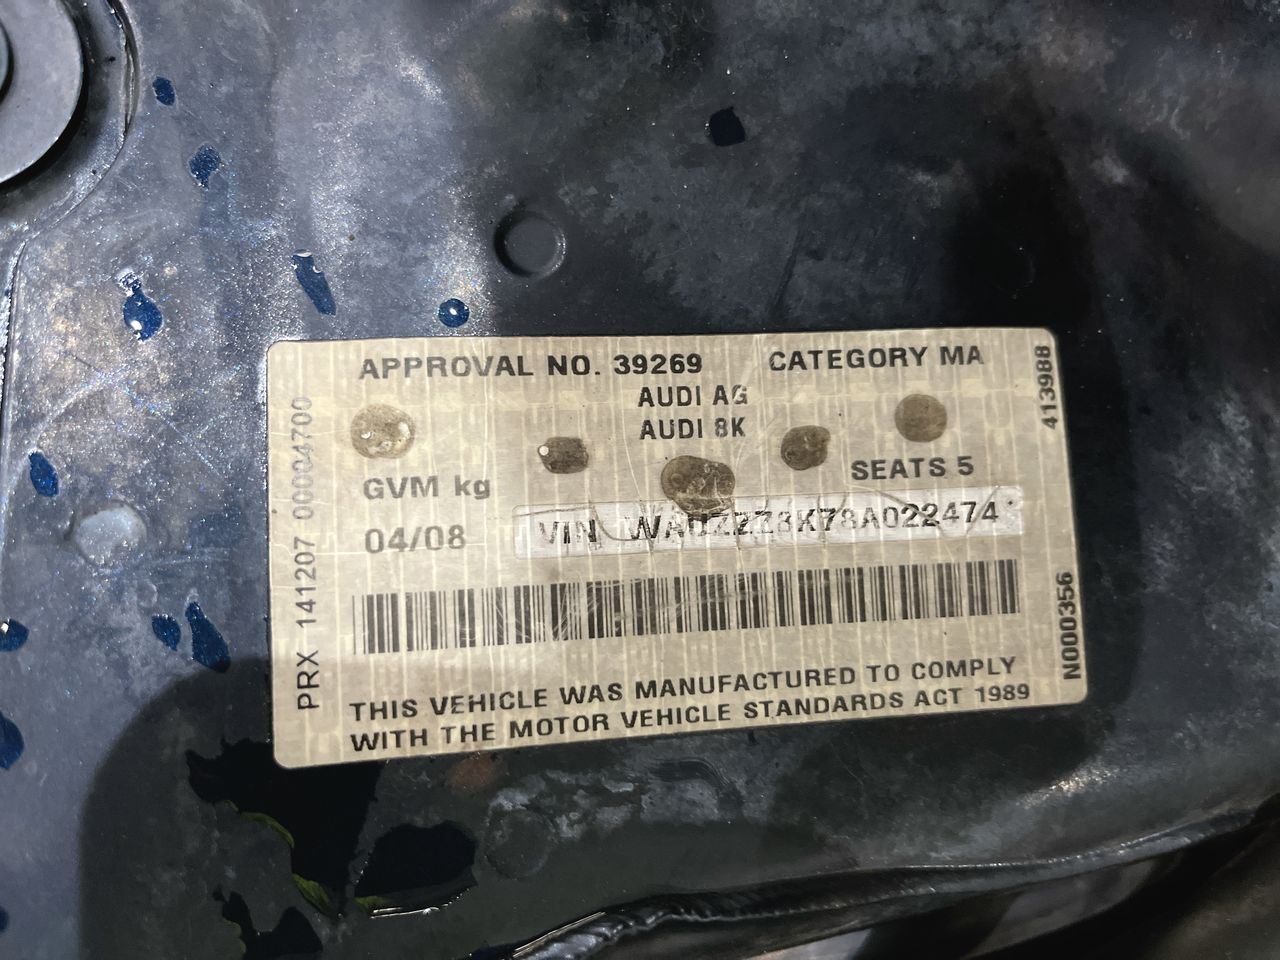 APPROVAL NO. 39269 CATEGORY MA
AUDI AG
AUDI 8K
GVM kg
SEATS 5
04/08
VIN WAUZZZ8K78A022474
THIS VEHICLE WAS MANUFACTURED TO COMPLY
WITH THE MOTOR VEHICLE STANDARDS ACT 1989
PRX 141207 00004700
413988
N000356